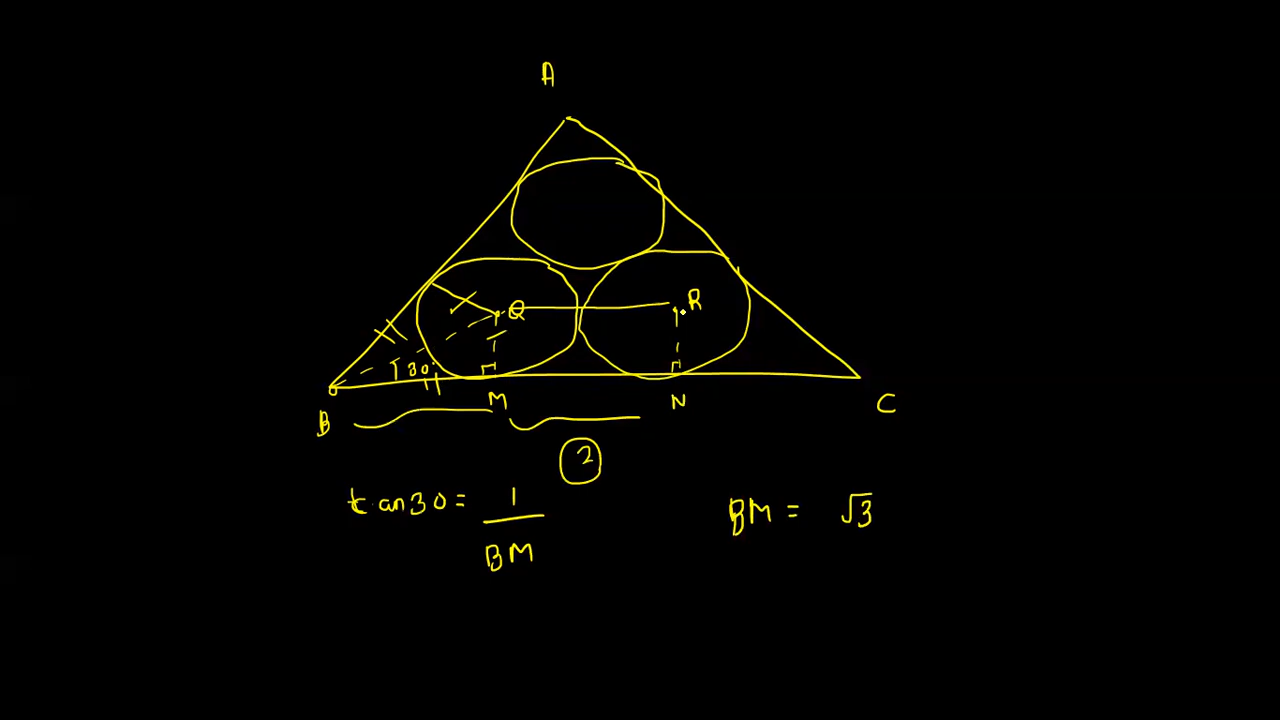 A
Q
R
30°
B
M
N
C
2
tan30 = 1/BM
BM = √3